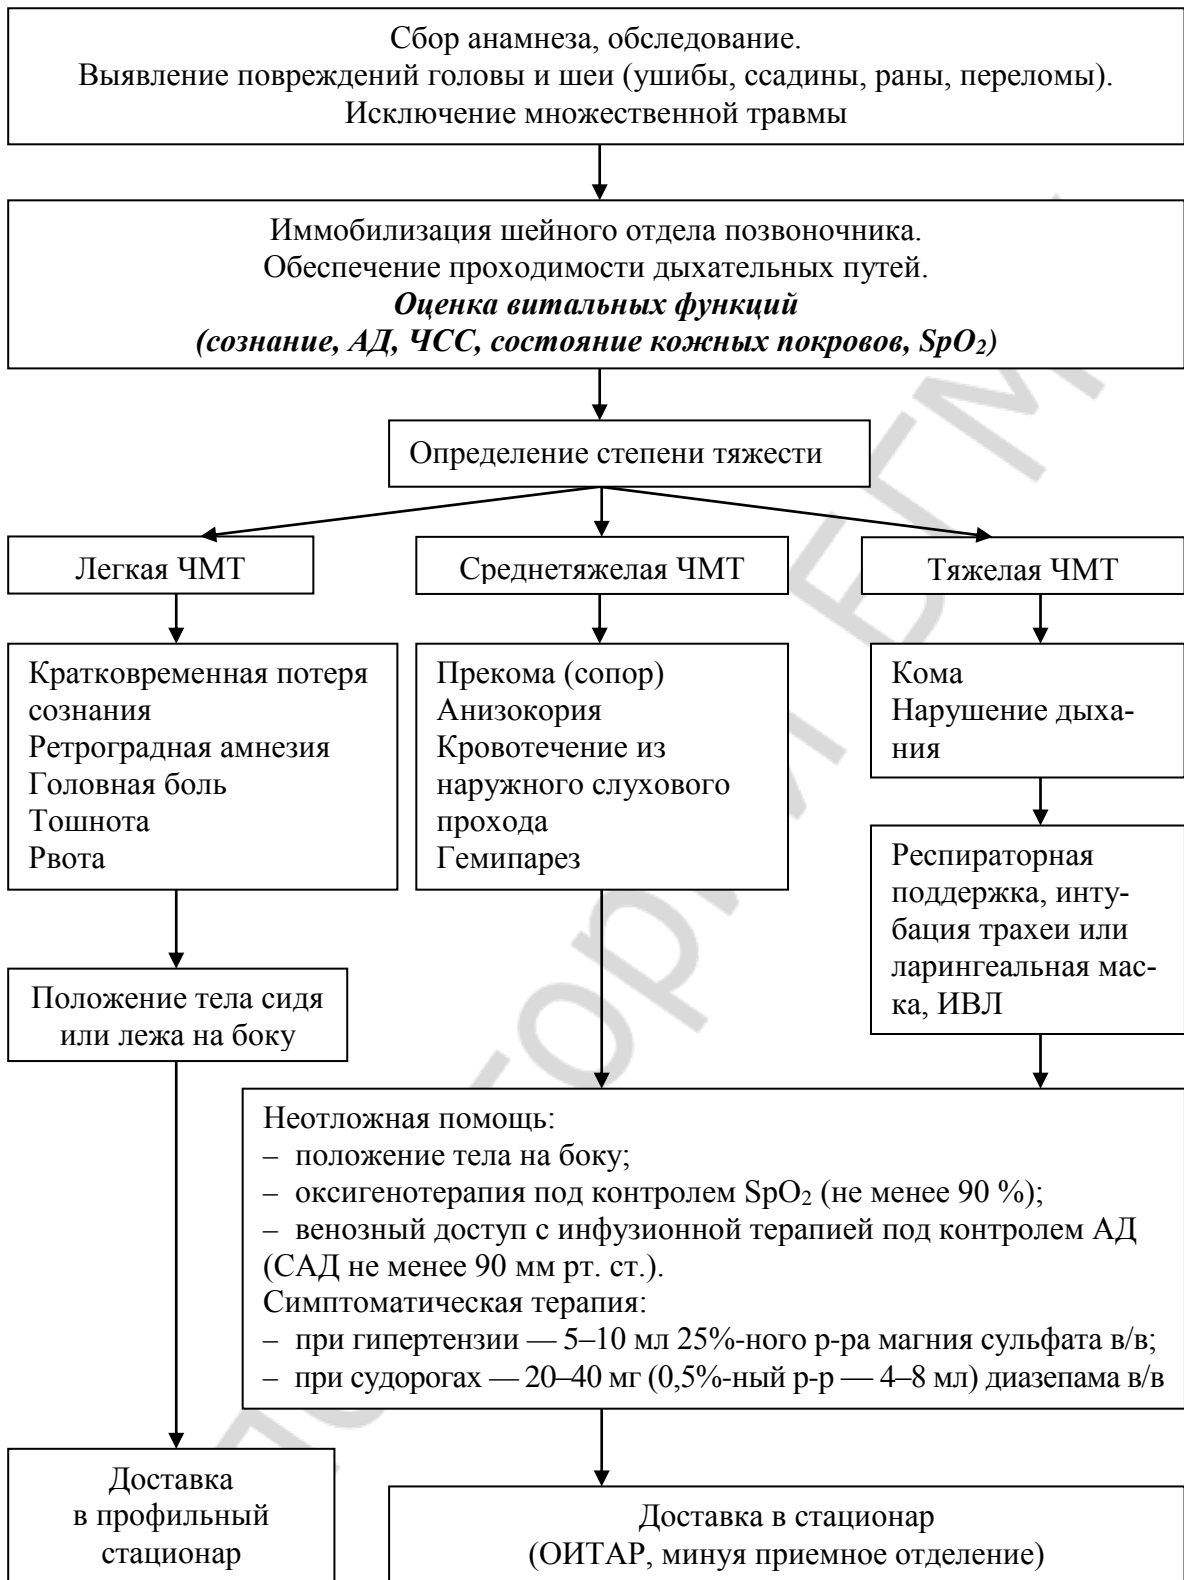 Сбор анамнеза, обследование.
Выявление повреждений головы и шеи (ушибы, ссадины, раны, переломы).
Исключение множественной травмы
Иммобилизация шейного отдела позвоночника.
Обеспечение проходимости дыхательных путей.
Оценка витальных функций
(сознание, АД, ЧСС, состояние кожных покровов, SpO₂)
Определение степени тяжести
Легкая ЧМТ
Среднетяжелая ЧМТ
Тяжелая ЧМТ
Кратковременная потеря
сознания
Ретроградная амнезия
Головная боль
Тошнота
Рвота
Прекома (сопор)
Анизокория
Кровотечение из
наружного слухового
прохода
Гемипарез
Кома
Нарушение дыха-
ния
Респираторная
поддержка, инту-
бация трахеи или
ларингеальная мас-
ка, ИВЛ
Положение тела сидя
или лежа на боку
Неотложная помощь:
– положение тела на боку;
– оксигенотерапия под контролем SpO₂ (не менее 90 %);
– венозный доступ с инфузионной терапией под контролем АД
(САД не менее 90 мм рт. ст.).
Симптоматическая терапия:
– при гипертензии — 5–10 мл 25%-ного р-ра магния сульфата в/в;
– при судорогах — 20–40 мг (0,5%-ный р-р — 4–8 мл) диазепама в/в
Доставка
в профильный
стационар
Доставка в стационар
(ОИТАР, минуя приемное отделение)